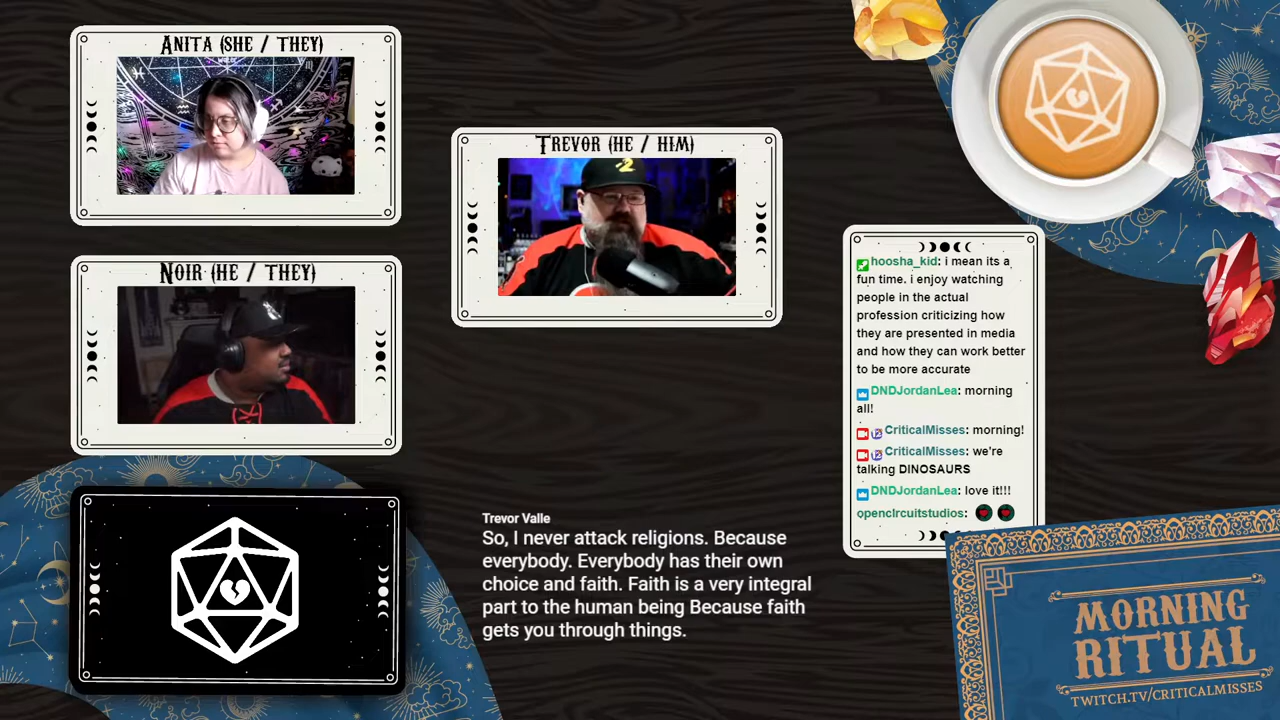 ANITA (SHE / THEY)
TREVOR (HE / HIM)
-2
NOIR (HE / THEY)
hoosha_kid: i mean its a
fun time. i enjoy watching
people in the actual
profession criticizing how
they are presented in media
and how they can work better
to be more accurate
DNDJordanLea: morning
all!
CriticalMisses: morning!
CriticalMisses: we're
talking DINOSAURS
DNDJordanLea: love it!!!
openclrcuitstudios:
Trevor Valle
So, I never attack religions. Because
everybody. Everybody has their own
choice and faith. Faith is a very integral
part to the human being Because faith
gets you through things.
MORNING
RITUAL
TWITCH.TV/CRITICALMISSES